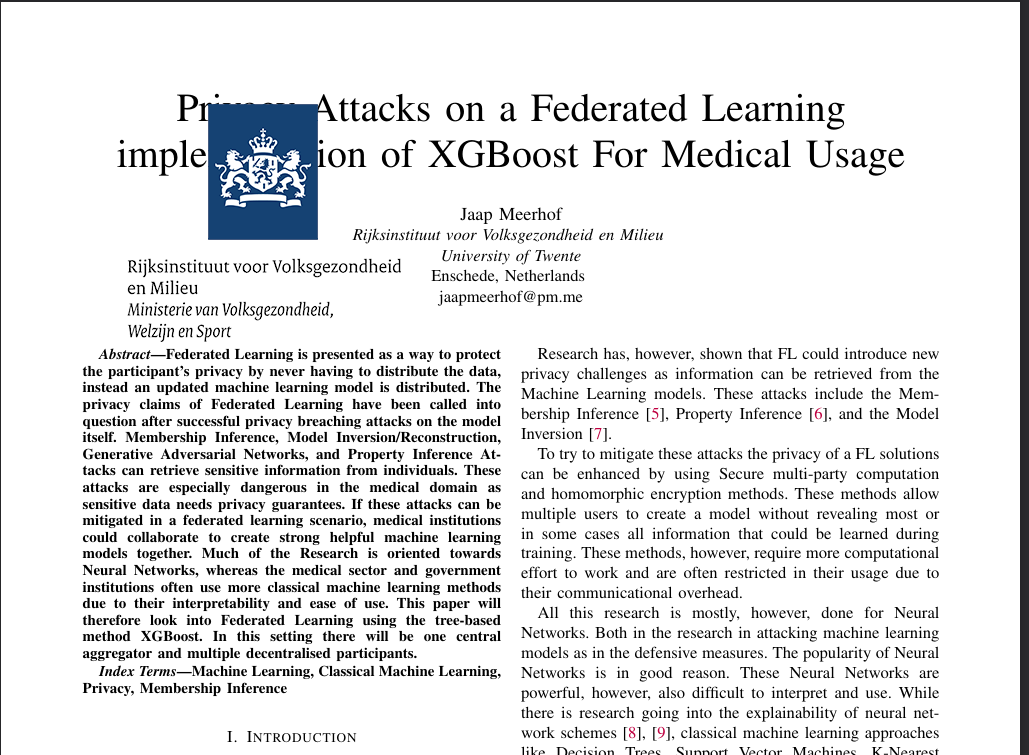 Privacy Attacks on a Federated Learning
imple ion of XGBoost For Medical Usage
Jaap Meerhof
Rijksinstituut voor Volksgezondheid en Milieu
University of Twente
Enschede, Netherlands
jaapmeerhof@pm.me
Rijksinstituut voor Volksgezondheid
en Milieu
Ministerie van Volksgezondheid,
Welzijn en Sport
Abstract—Federated Learning is presented as a way to protect
the participant's privacy by never having to distribute the data,
instead an updated machine learning model is distributed. The
privacy claims of Federated Learning have been called into
question after successful privacy breaching attacks on the model
itself. Membership Inference, Model Inversion/Reconstruction,
Generative Adversarial Networks, and Property Inference At-
tacks can retrieve sensitive information from individuals. These
attacks are especially dangerous in the medical domain as
sensitive data needs privacy guarantees. If these attacks can be
mitigated in a federated learning scenario, medical institutions
could collaborate to create strong helpful machine learning
models together. Much of the Research is oriented towards
Neural Networks, whereas the medical sector and government
institutions often use more classical machine learning methods
due to their interpretability and ease of use. This paper will
therefore look into Federated Learning using the tree-based
method XGBoost. In this setting there will be one central
aggregator and multiple decentralised participants.
Index Terms—Machine Learning, Classical Machine Learning,
Privacy, Membership Inference
I. INTRODUCTION
Research has, however, shown that FL could introduce new
privacy challenges as information can be retrieved from the
Machine Learning models. These attacks include the Mem-
bership Inference [5], Property Inference [6], and the Model
Inversion [7].
To try to mitigate these attacks the privacy of a FL solutions
can be enhanced by using Secure multi-party computation
and homomorphic encryption methods. These methods allow
multiple users to create a model without revealing most or
in some cases all information that could be learned during
training. These methods, however, require more computational
effort to work and are often restricted in their usage due to
their communicational overhead.
All this research is mostly, however, done for Neural
Networks. Both in the research in attacking machine learning
models as in the defensive measures. The popularity of Neural
Networks is in good reason. These Neural Networks are
powerful, however, also difficult to interpret and use. While
there is research going into the explainability of neural net-
work schemes [8], [9], classical machine learning approaches
like Decision Trees, Support Vector Machines, K-Nearest